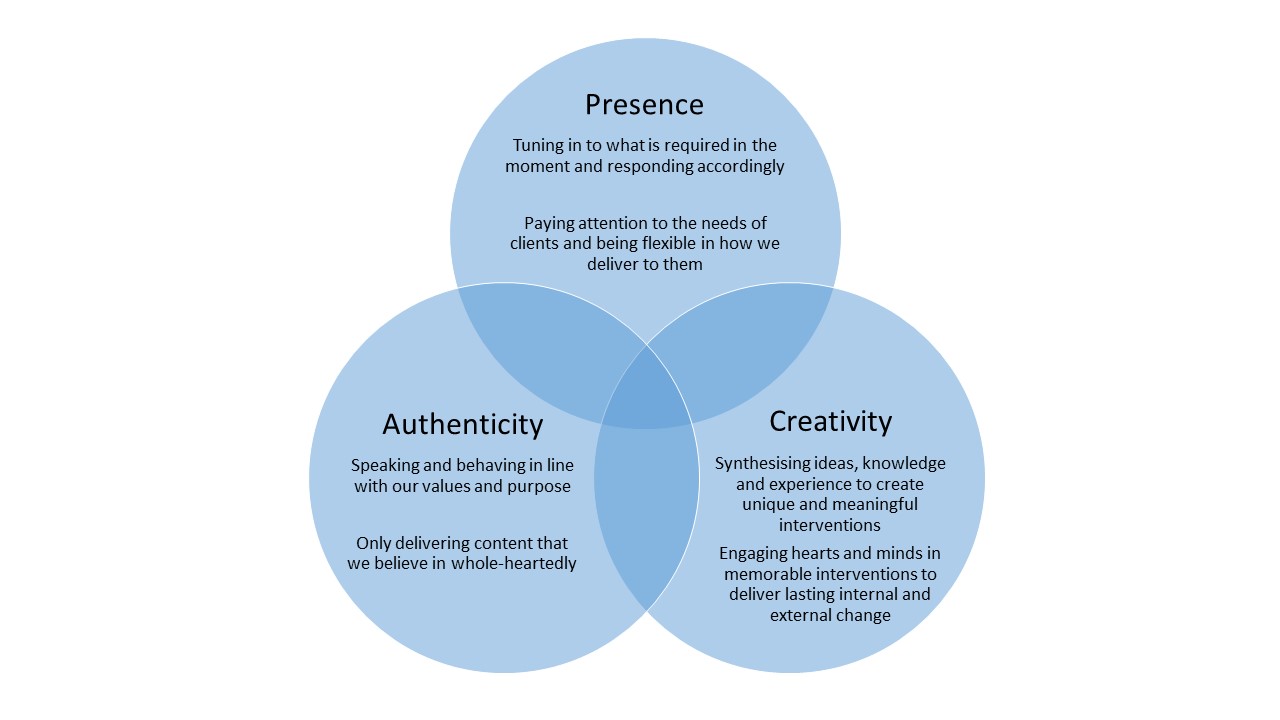 Presence
Tuning in to what is required in the
moment and responding accordingly
Paying attention to the needs of
clients and being flexible in how we
deliver to them
Authenticity
Speaking and behaving in line
with our values and purpose
Only delivering content that
we believe in whole-heartedly
Creativity
Synthesising ideas, knowledge
and experience to create
unique and meaningful
interventions
Engaging hearts and minds in
memorable interventions to
deliver lasting internal and
external change